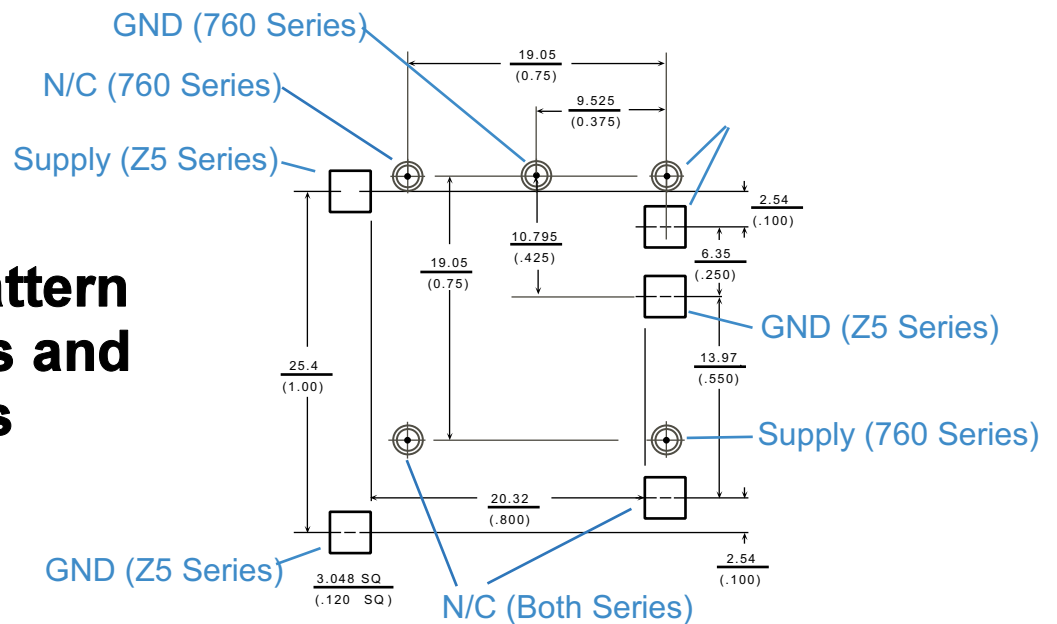 GND (760 Series)
N/C (760 Series)
Supply (Z5 Series)
19.05
(0.75)
9.525
(0.375)
2.54
(.100)
10.795
(.425)
6.35
(.250)
19.05
(0.75)
attern
s and
s
GND (Z5 Series)
25.4
(1.00)
13.97
(.550)
Supply (760 Series)
20.32
(.800)
GND (Z5 Series)
3.048 SQ
(.120 SQ)
N/C (Both Series)
2.54
(.100)